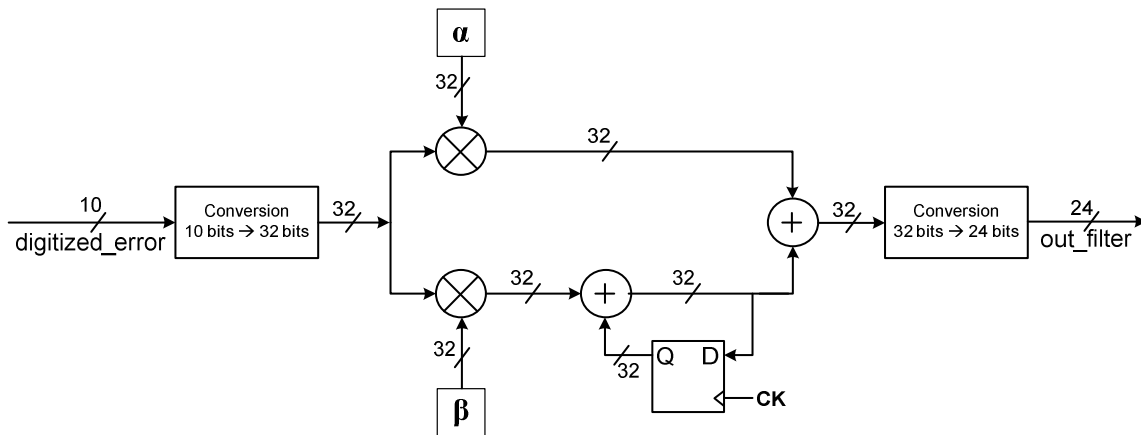 α
32
32
10
digitized_error
Conversion
10 bits → 32 bits
32
32
Conversion
32 bits → 24 bits
24
out_filter
32
32
32
Q D
32
CK
β